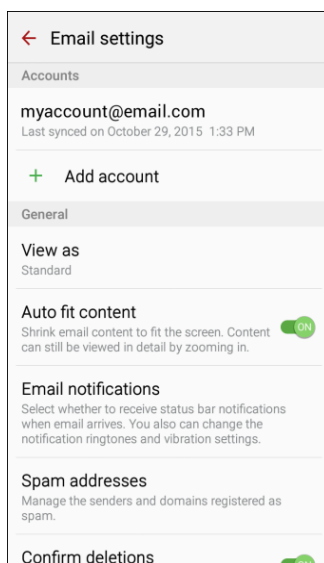 Email settings
Accounts
myaccount@email.com
Last synced on October 29, 2015  1:33 PM
+ Add account
General
View as
Standard
Auto fit content
Shrink email content to fit the screen. Content
can still be viewed in detail by zooming in.
ON
Email notifications
Select whether to receive status bar notifications
when email arrives. You also can change the
notification ringtones and vibration settings.
Spam addresses
Manage the senders and domains registered as
spam.
Confirm deletions